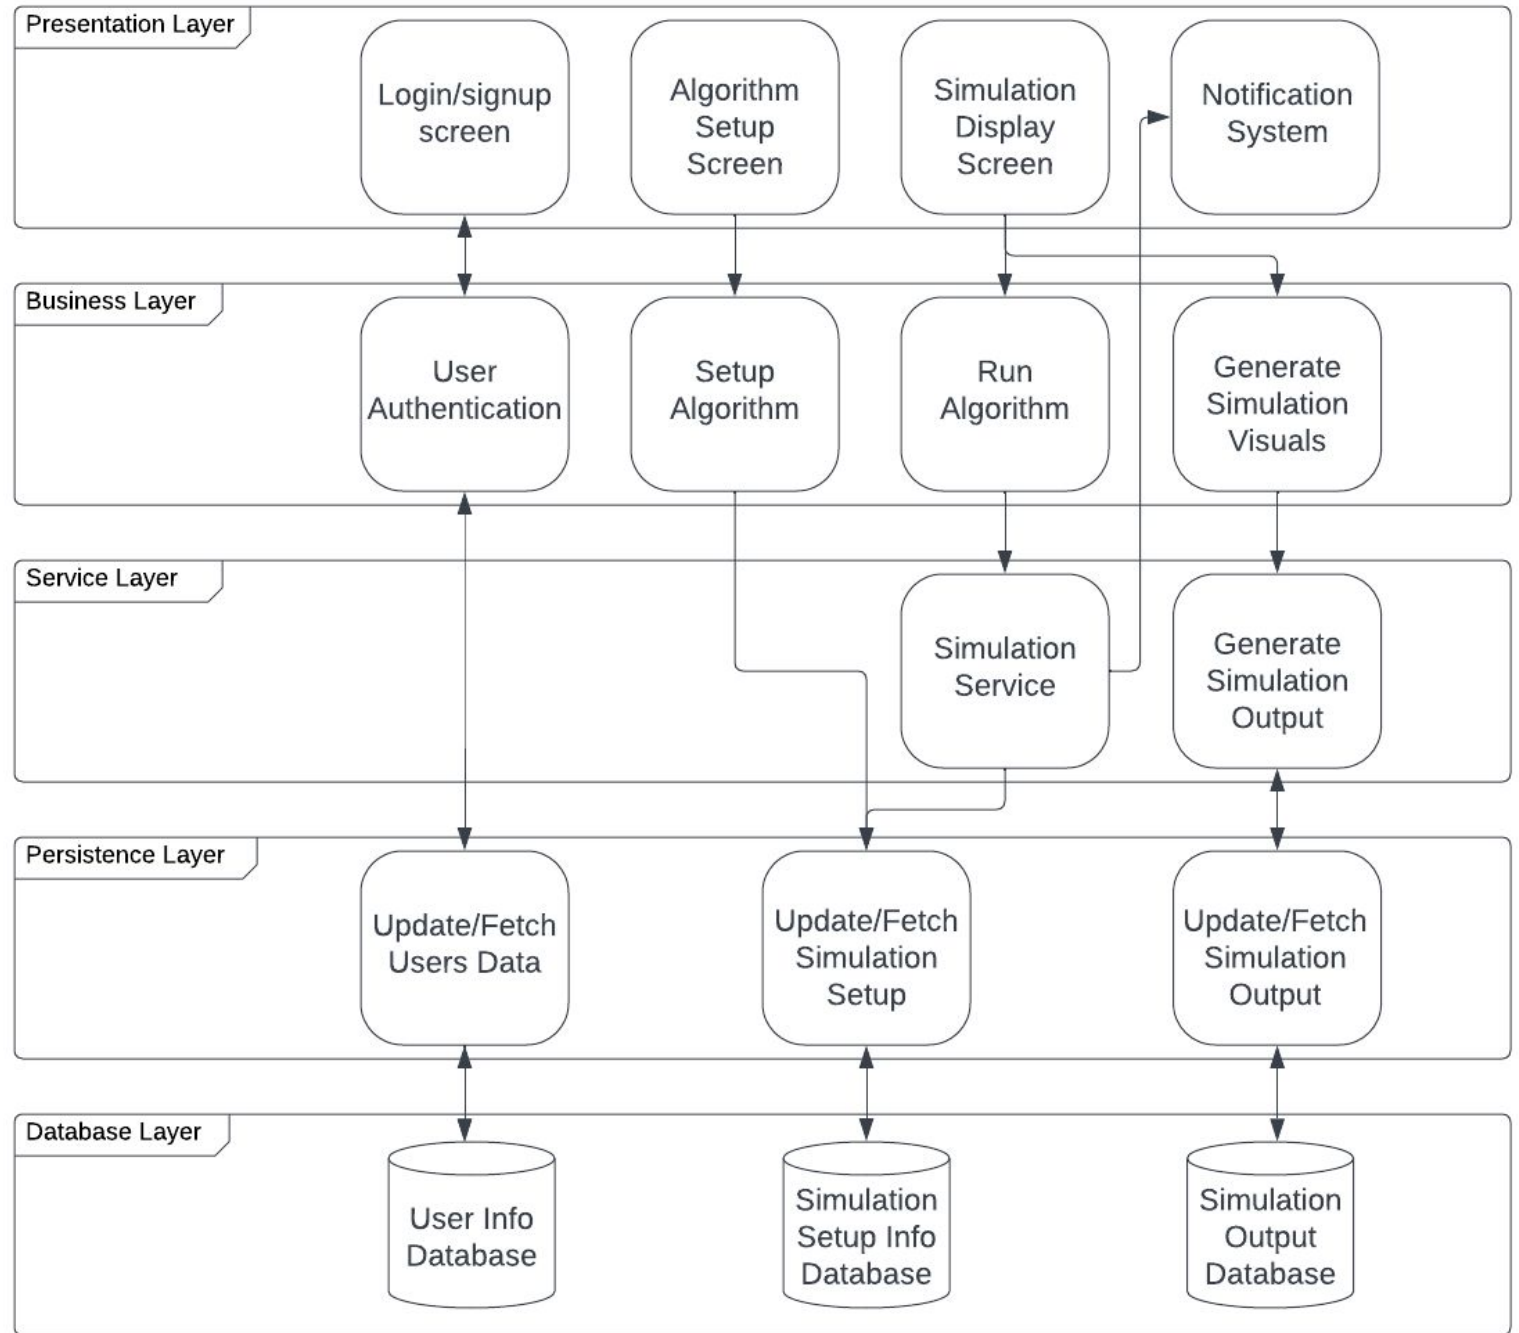 Presentation Layer
Login/signup
screen
Algorithm
Setup
Screen
Simulation
Display
Screen
Notification
System
Business Layer
User
Authentication
Setup
Algorithm
Run
Algorithm
Generate
Simulation
Visuals
Service Layer
Simulation
Service
Generate
Simulation
Output
Persistence Layer
Update/Fetch
Users Data
Update/Fetch
Simulation
Setup
Update/Fetch
Simulation
Output
Database Layer
User Info
Database
Simulation
Setup Info
Database
Simulation
Output
Database